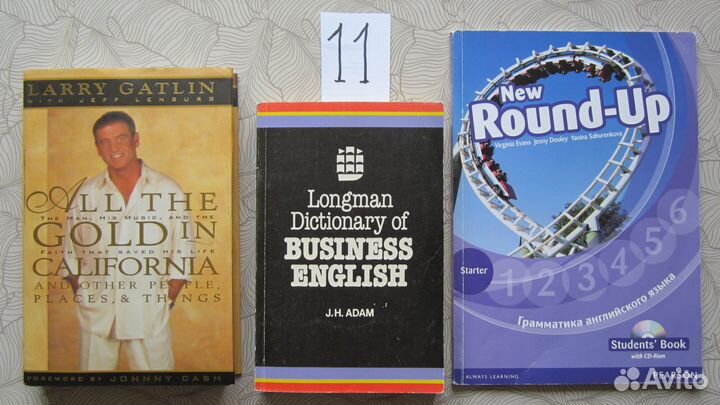 11
LARRY GATLIN
WITH JEFF LENBURG
ALL THE
THE MAN, HIS MUSIC, AND THE
GOLD IN
FAITH THAT SAVED HIS LIFE
CALIFORNIA
AND OTHER PEOPLE,
PLACES, & THINGS
FOREWORD BY JOHNNY CASH
Longman
Dictionary of
BUSINESS
ENGLISH
J.H. ADAM
New
Round-Up
Virginia Evans Jenny Dooley Yanina Saburenkova
Starter 1 2 3 4 5 6
Грамматика английского языка
Students' Book
with CD-Rom
ALWAYS LEARNING
PEARSON
Avito